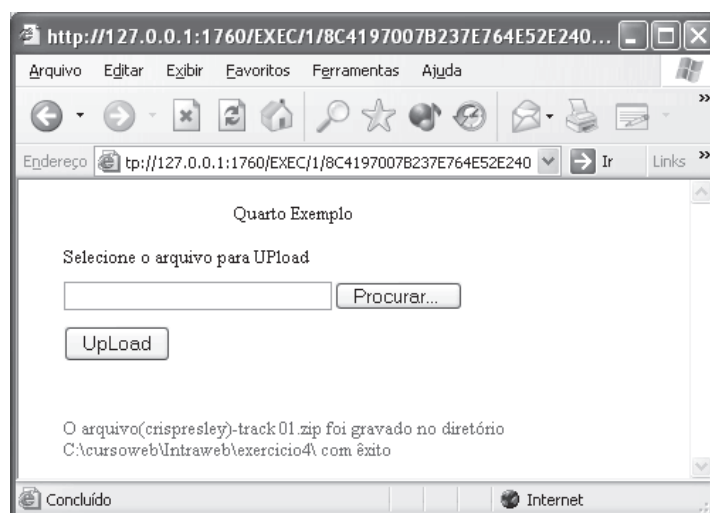 http://127.0.0.1:1760/EXEC/1/8C4197007B237E764E52E240...
Arquivo Editar Exibir Favoritos Ferramentas Ajuda
Endereço tp://127.0.0.1:1760/EXEC/1/8C4197007B237E764E52E240 Ir Links »
Quarto Exemplo
Selecione o arquivo para UPload
Procurar...
UpLoad
O arquivo(crispresley)-track 01.zip foi gravado no diretório
C:\cursoweb\Intraweb\exercicio4\ com êxito
Concluído Internet